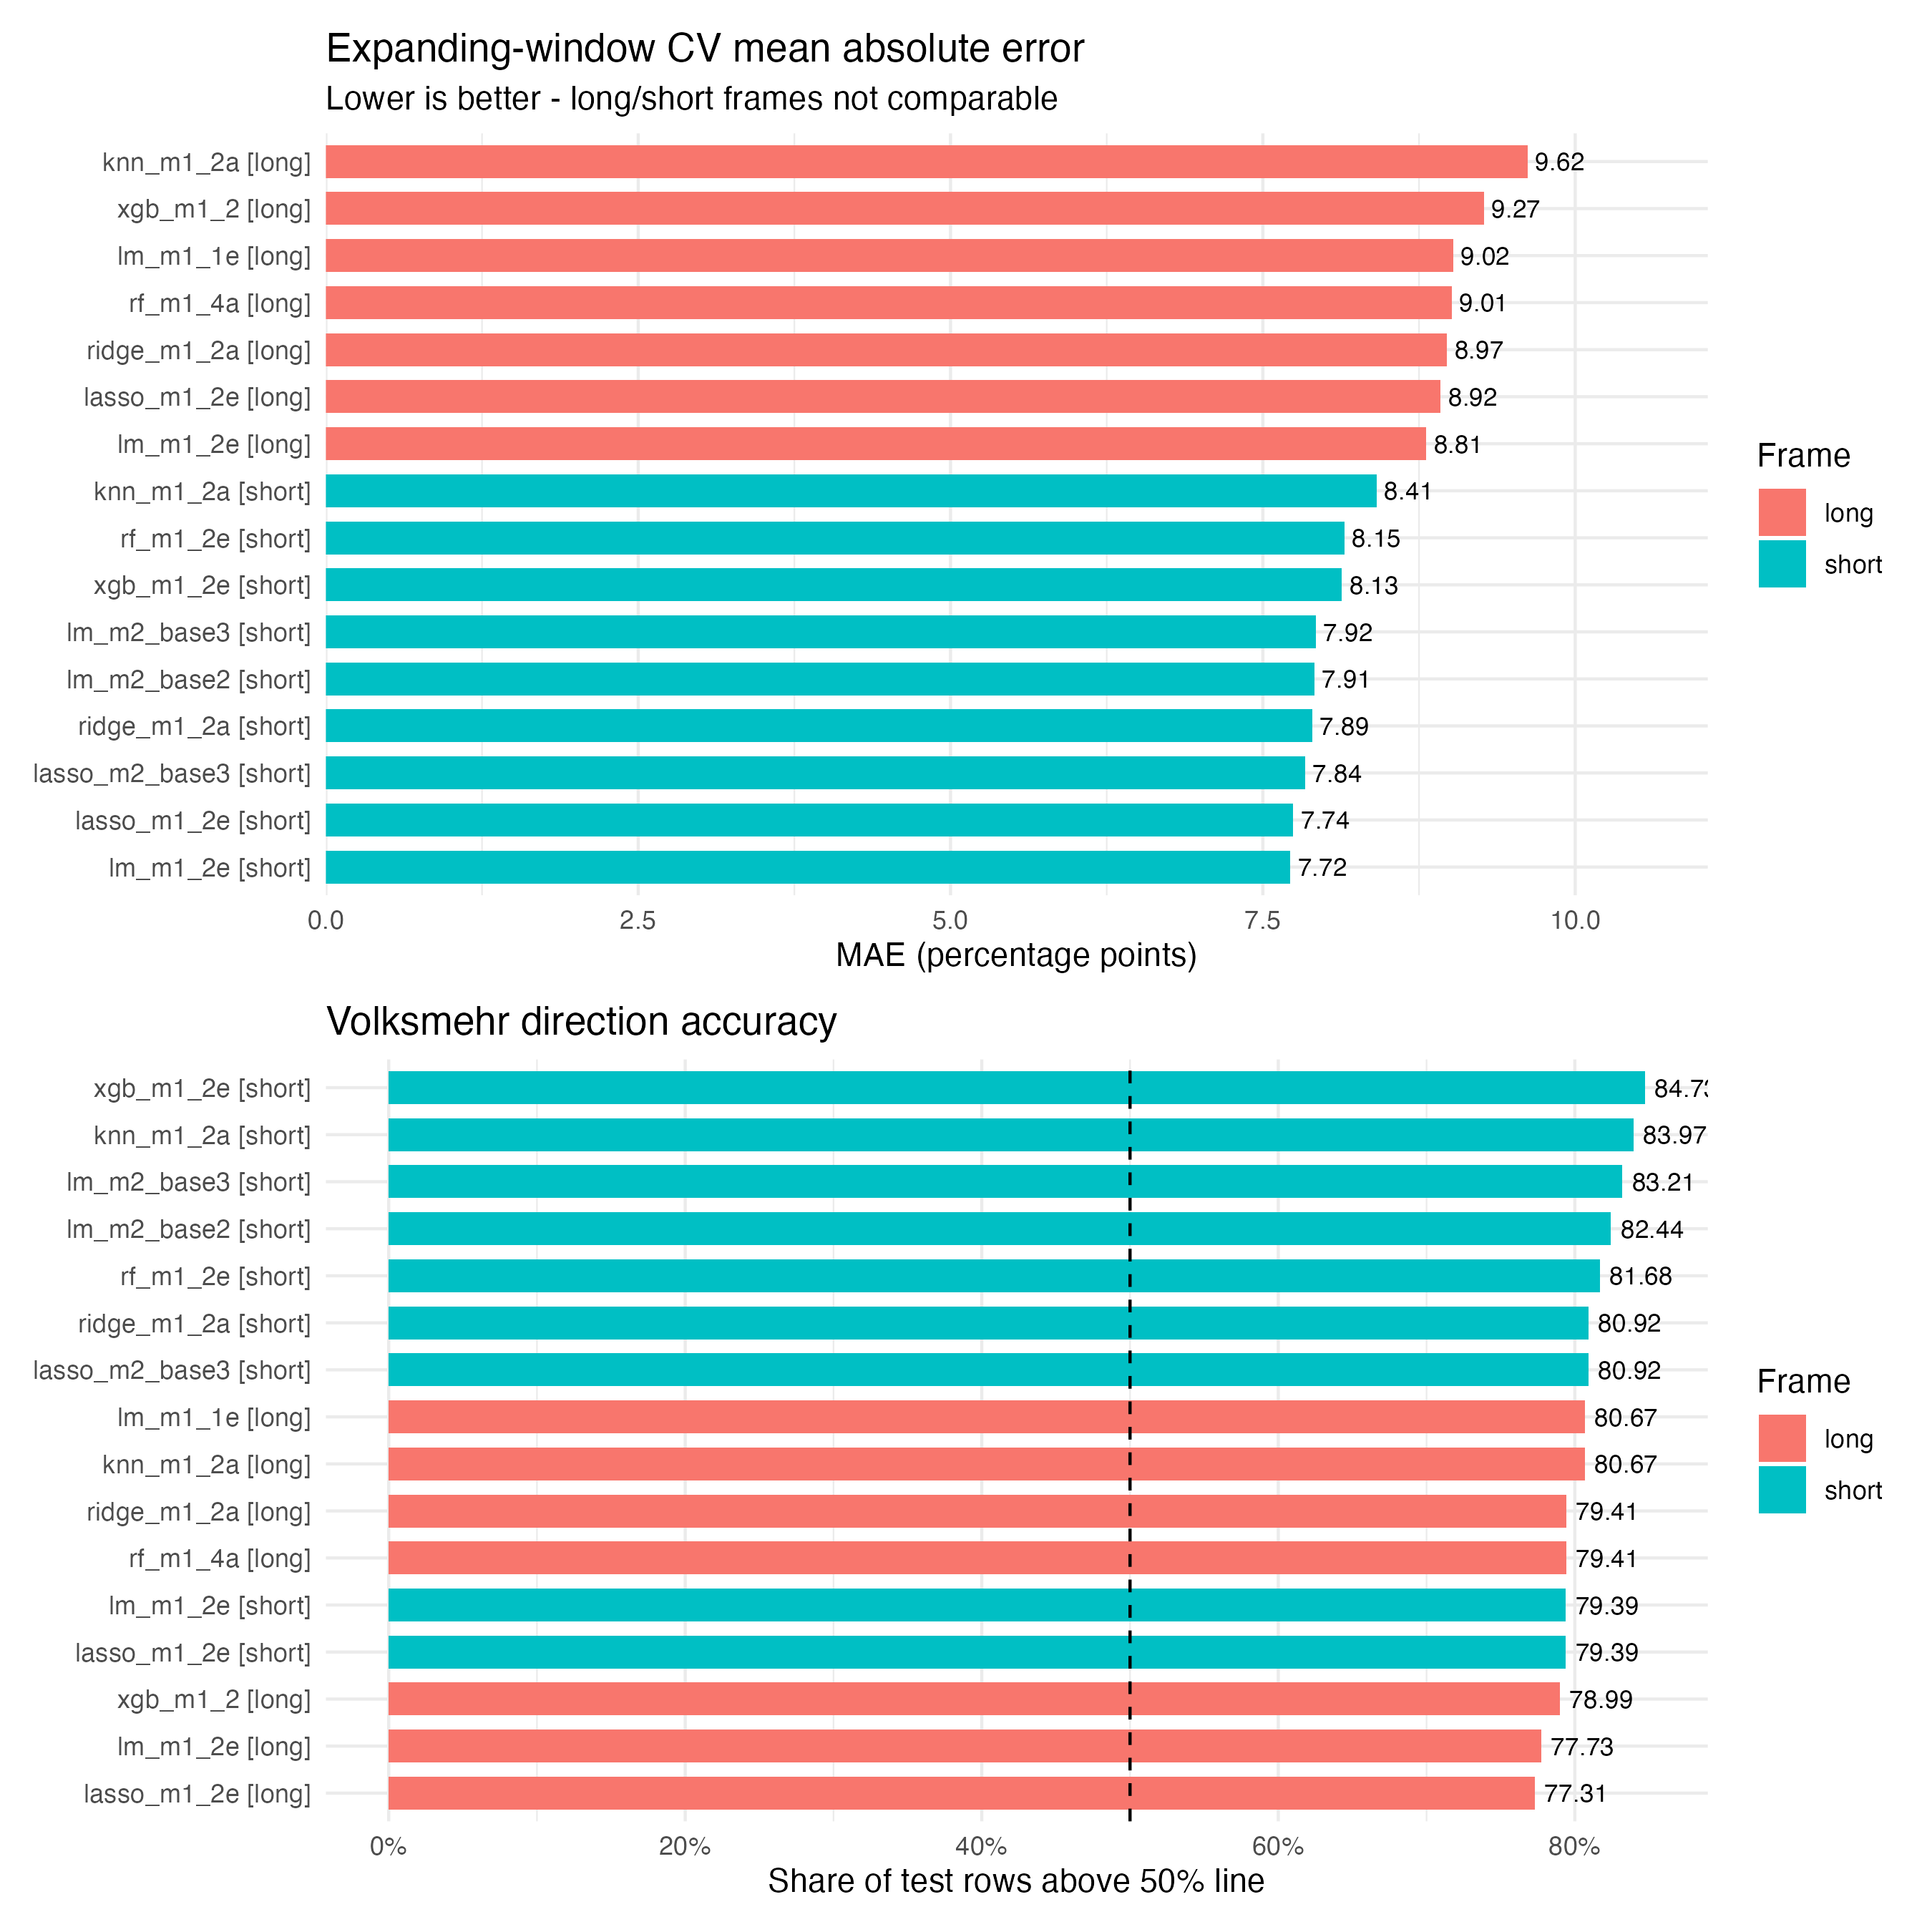 Expanding-window CV mean absolute error
Lower is better - long/short frames not comparable
knn_m1_2a [long] 9.62
xgb_m1_2 [long] 9.27
lm_m1_1e [long] 9.02
rf_m1_4a [long] 9.01
ridge_m1_2a [long] 8.97
lasso_m1_2e [long] 8.92
lm_m1_2e [long] 8.81
knn_m1_2a [short] 8.41
rf_m1_2e [short] 8.15
xgb_m1_2e [short] 8.13
lm_m2_base3 [short] 7.92
lm_m2_base2 [short] 7.91
ridge_m1_2a [short] 7.89
lasso_m2_base3 [short] 7.84
lasso_m1_2e [short] 7.74
lm_m1_2e [short] 7.72
0.0 2.5 5.0 7.5 10.0
MAE (percentage points)
Frame
long
short
Volksmehr direction accuracy
xgb_m1_2e [short]
knn_m1_2a [short] 83.97
lm_m2_base3 [short] 83.21
lm_m2_base2 [short] 82.44
rf_m1_2e [short] 81.68
ridge_m1_2a [short] 80.92
lasso_m2_base3 [short] 80.92
lm_m1_1e [long] 80.67
knn_m1_2a [long] 80.67
ridge_m1_2a [long] 79.41
rf_m1_4a [long] 79.41
lm_m1_2e [short] 79.39
lasso_m1_2e [short] 79.39
xgb_m1_2 [long] 78.99
lm_m1_2e [long] 77.73
lasso_m1_2e [long] 77.31
0% 20% 40% 60% 80%
Share of test rows above 50% line
Frame
long
short